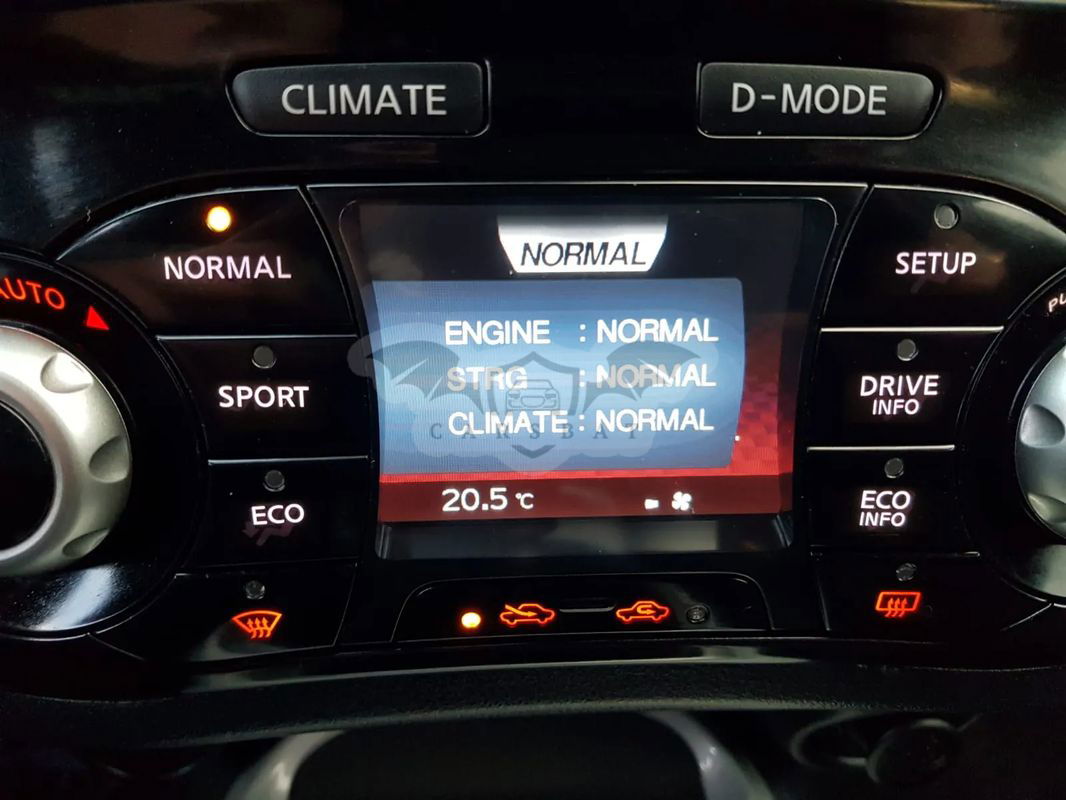 CLIMATE
D-MODE
NORMAL
NORMAL
SETUP
AUTO
ENGINE : NORMAL
STRG : NORMAL
CLIMATE : NORMAL
CARSBAT
SPORT
DRIVE
INFO
ECO
ECO
INFO
20.5 °C